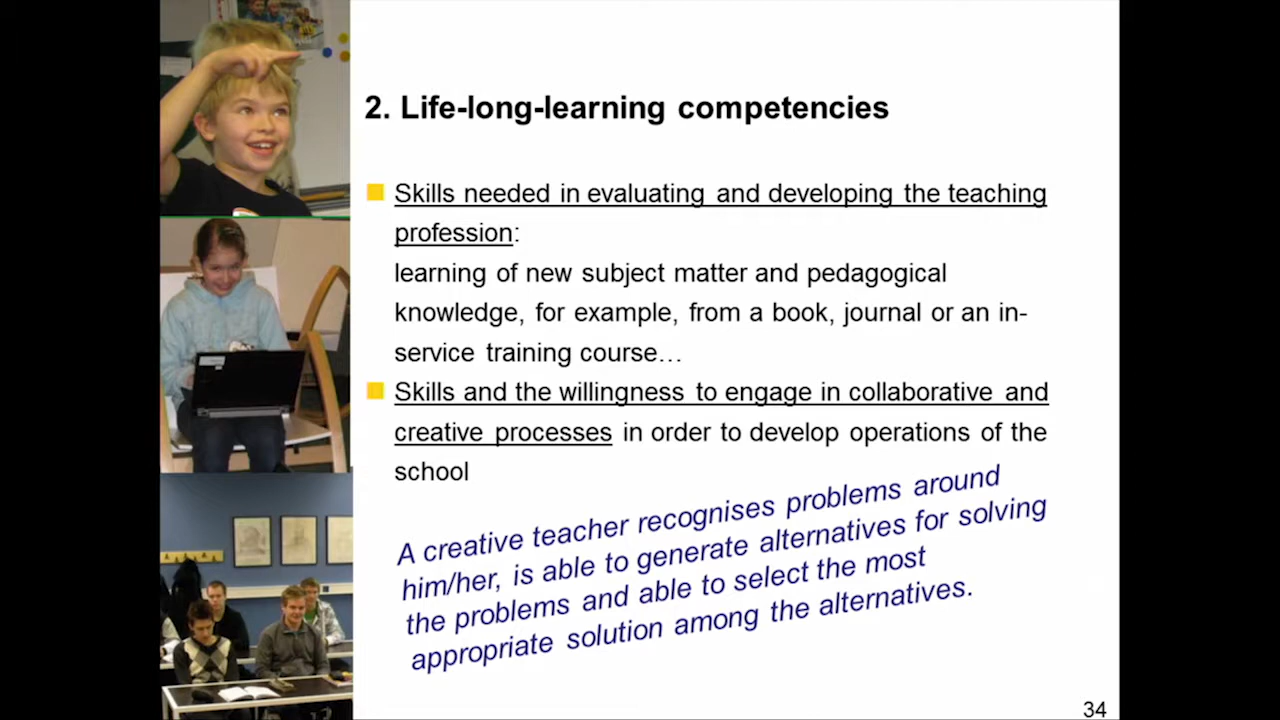 2. Life-long-learning competencies
Skills needed in evaluating and developing the teaching
profession:
learning of new subject matter and pedagogical
knowledge, for example, from a book, journal or an in-
service training course…
Skills and the willingness to engage in collaborative and
creative processes in order to develop operations of the
school
A creative teacher recognises problems around
him/her, is able to generate alternatives for solving
the problems and able to select the most
appropriate solution among the alternatives.
34